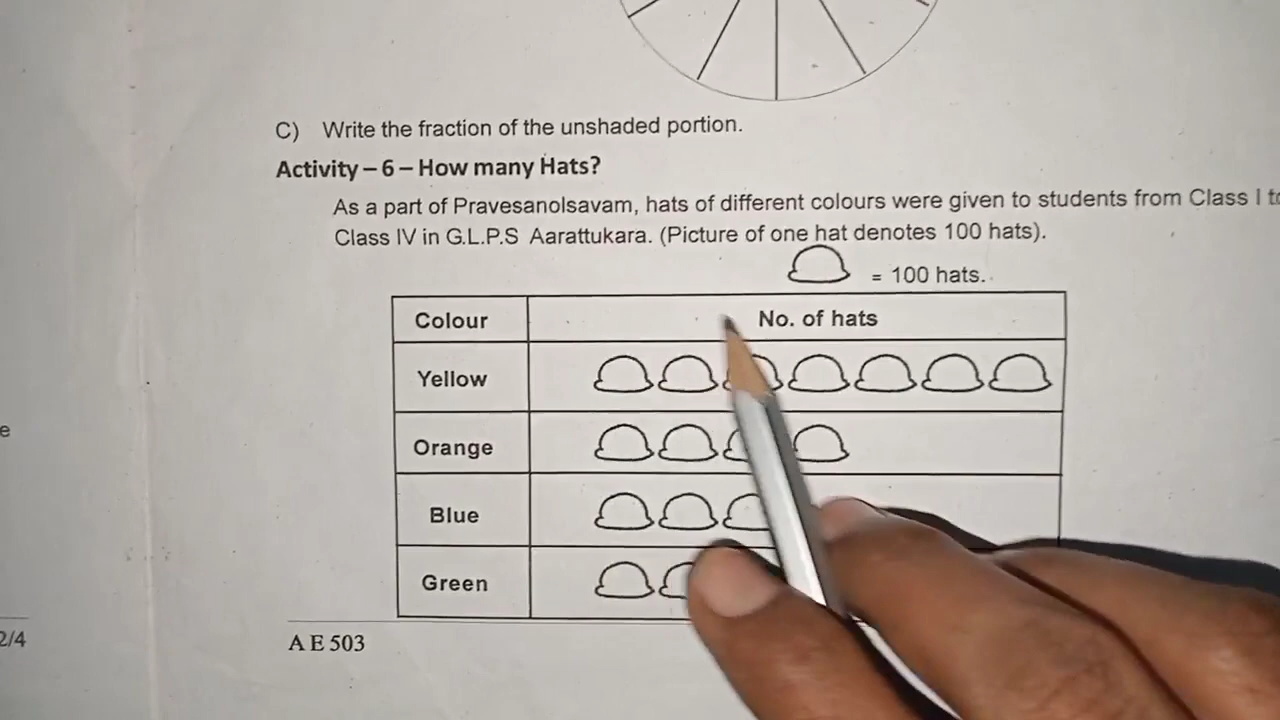 C) Write the fraction of the unshaded portion.
Activity – 6 – How many Hats?
As a part of Pravesanolsavam, hats of different colours were given to students from Class I to
Class IV in G.L.P.S Aarattukara. (Picture of one hat denotes 100 hats).
= 100 hats.
Colour No. of hats
Yellow
Orange
e
Blue
Green
2/4
A E 503